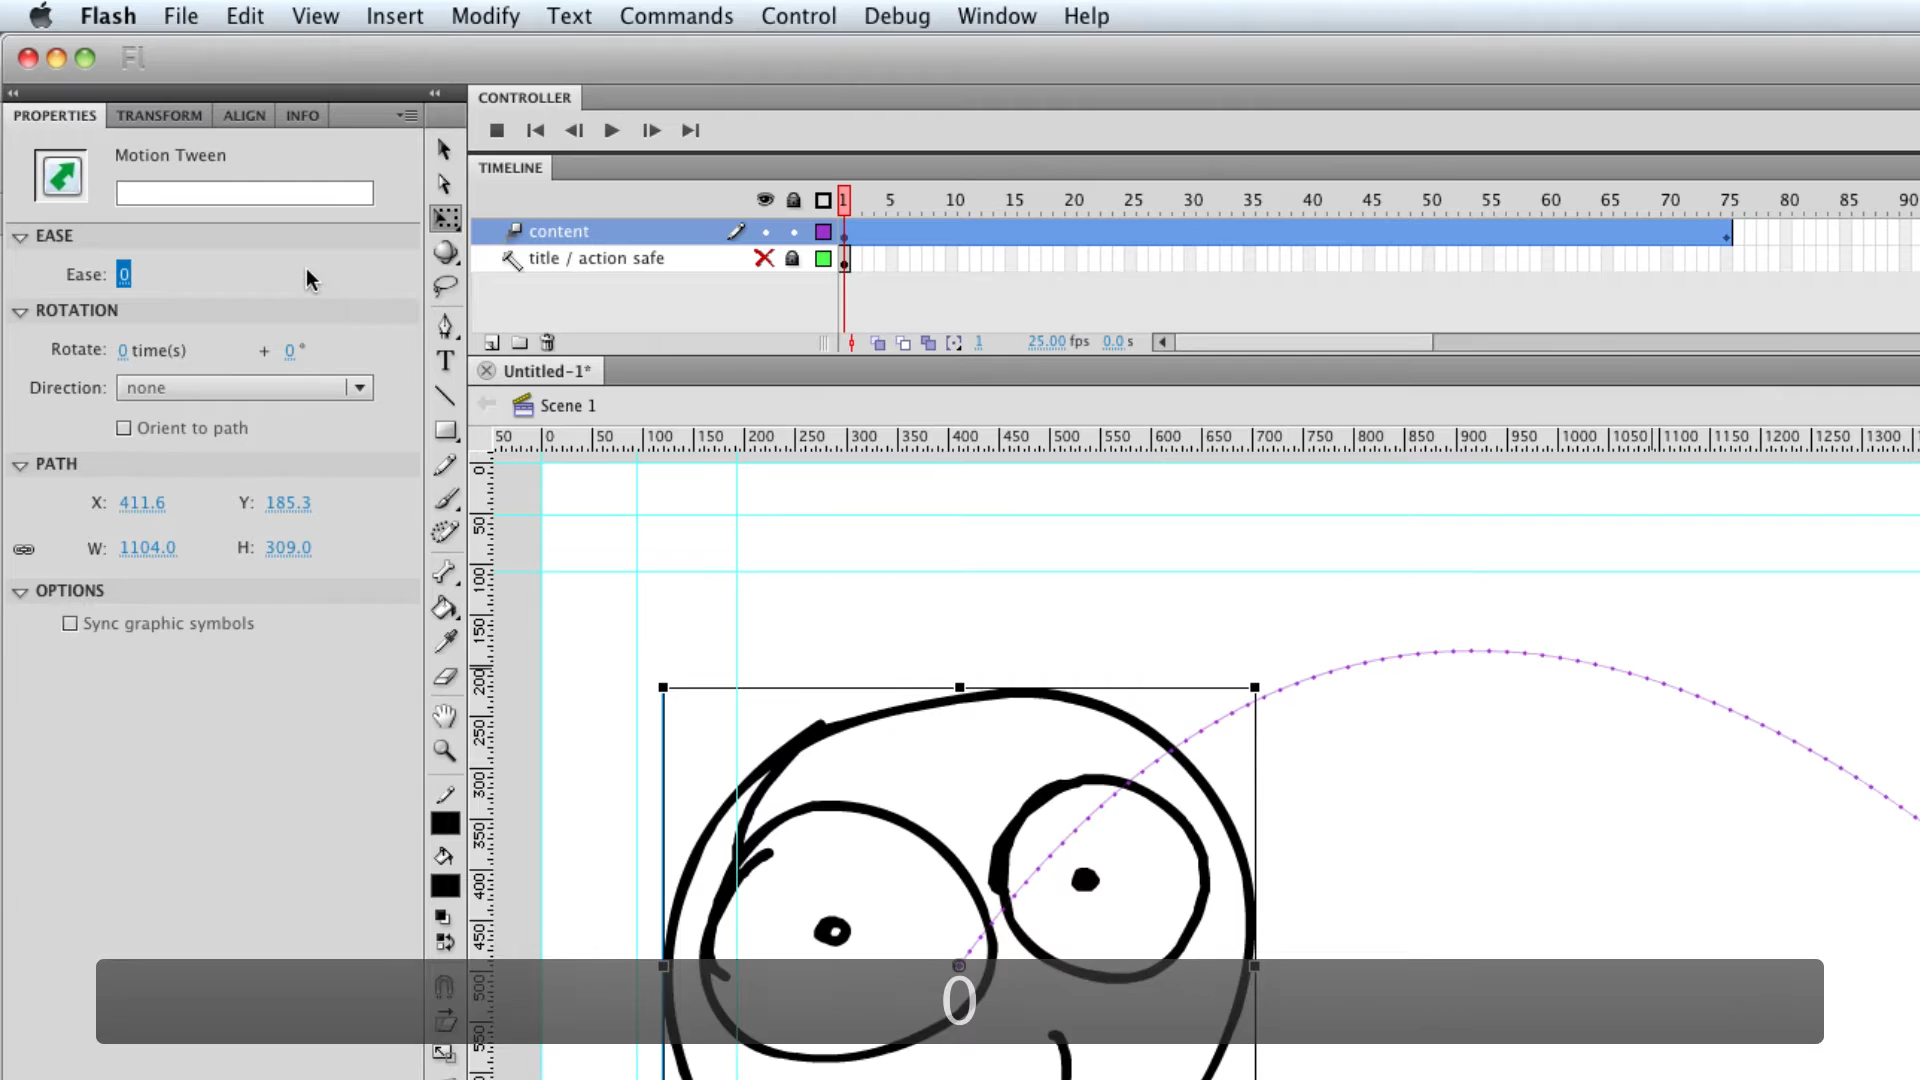 Flash File Edit View Insert Modify Text Commands Control Debug Window Help
Fl
PROPERTIES TRANSFORM ALIGN INFO
CONTROLLER
Motion Tween
TIMELINE
1 5 10 15 20 25 30 35 40 45 50 55 60 65 70 75 80 85 90
content
title / action safe
EASE
Ease: 0
ROTATION
Rotate: 0 time(s) + 0 °
Direction: none
Orient to path
1 25.00 fps 0.0 s
Untitled-1*
Scene 1
50 0 50 100 150 200 250 300 350 400 450 500 550 600 650 700 750 800 850 900 950 1000 1050 1100 1150 1200 1250 1300
PATH
X: 411.6 Y: 185.3
W: 1104.0 H: 309.0
OPTIONS
Sync graphic symbols
T
0
50
100
150
200
250
300
350
400
450
500
550
0